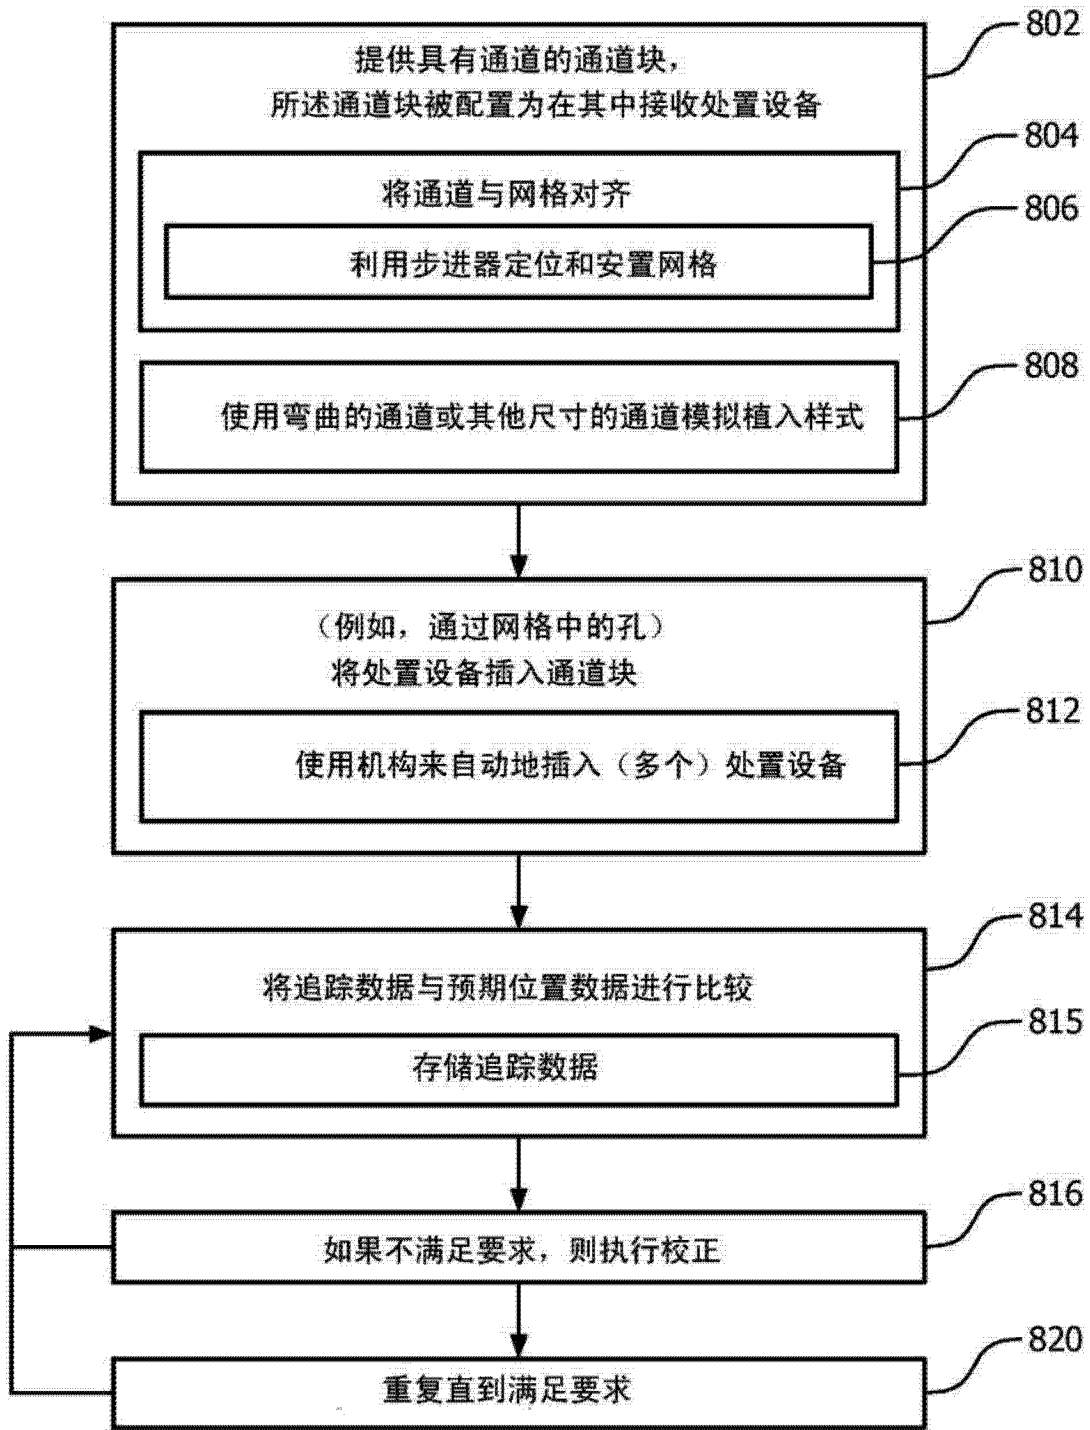 802
提供具有通道的通道块，
所述通道块被配置为在其中接收处置设备
804
将通道与网格对齐
806
利用步进器定位和安置网格
808
使用弯曲的通道或其他尺寸的通道模拟植入样式
810
（例如，通过网格中的孔）
将处置设备插入通道块
812
使用机构来自动地插入（多个）处置设备
814
将追踪数据与预期位置数据进行比较
815
存储追踪数据
816
如果不满足要求，则执行校正
820
重复直到满足要求